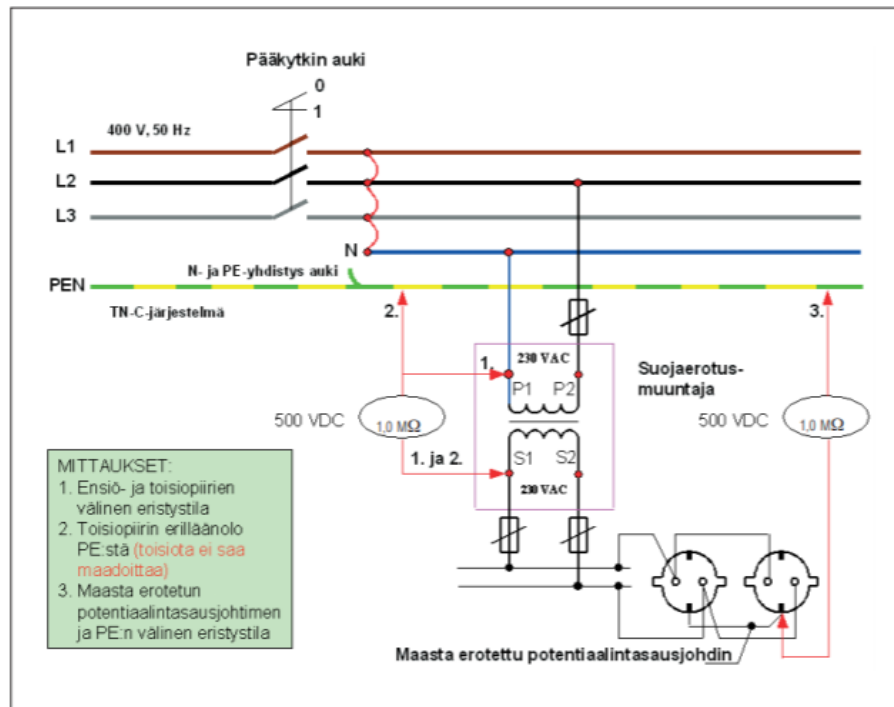 Pääkytkin auki
0
1
400 V, 50 Hz
L1
L2
L3
N
N- ja PE-yhdistys auki
PEN
TN-C-järjestelmä
2.
3.
1.
230 VAC
P1 P2
Suojaerotus-
muuntaja
500 VDC
1,0 MΩ
500 VDC
1,0 MΩ
1. ja 2.
S1 S2
230 VAC
MITTAUKSET:
1. Ensiö- ja toisiopiirien
välinen eristystila
2. Toisiopiirin erilläänolo
PE:stä (toisiota ei saa
maadoittaa)
3. Maasta erotetun
potentiaalintasausjohtimen
ja PE:n välinen eristystila
Maasta erotettu potentiaalintasausjohdin